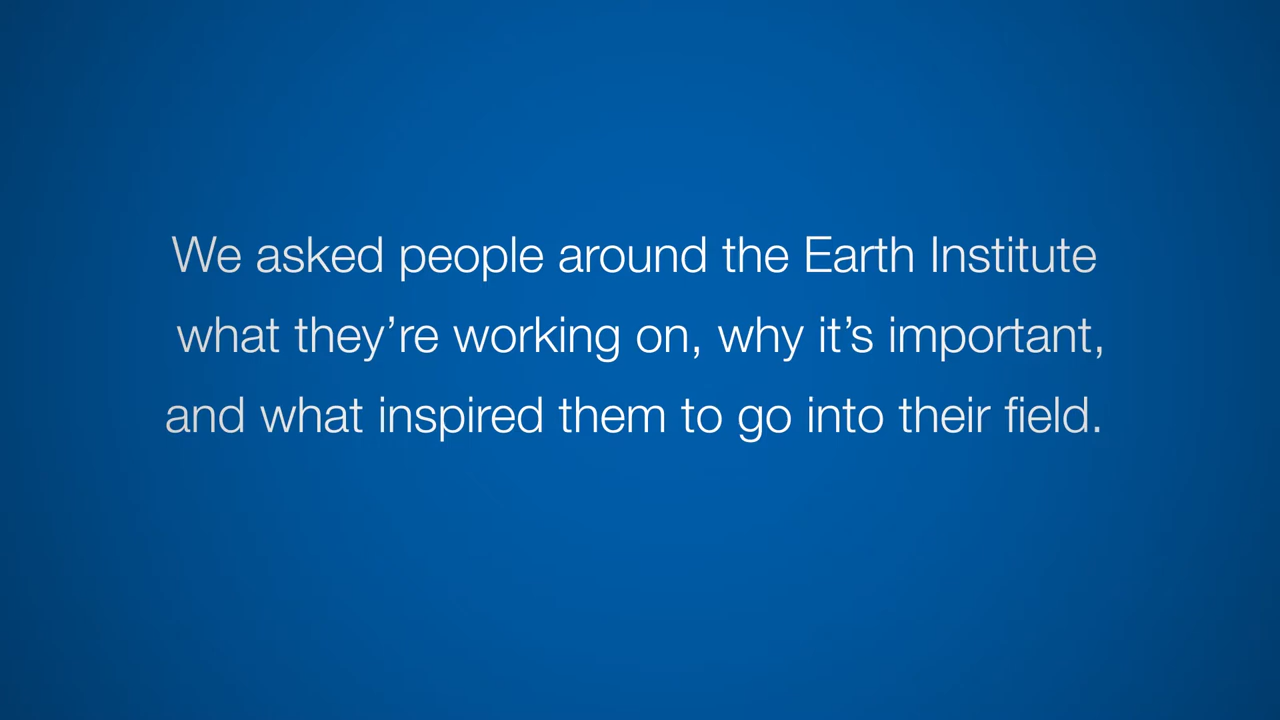 We asked people around the Earth Institute
what they’re working on, why it’s important,
and what inspired them to go into their field.